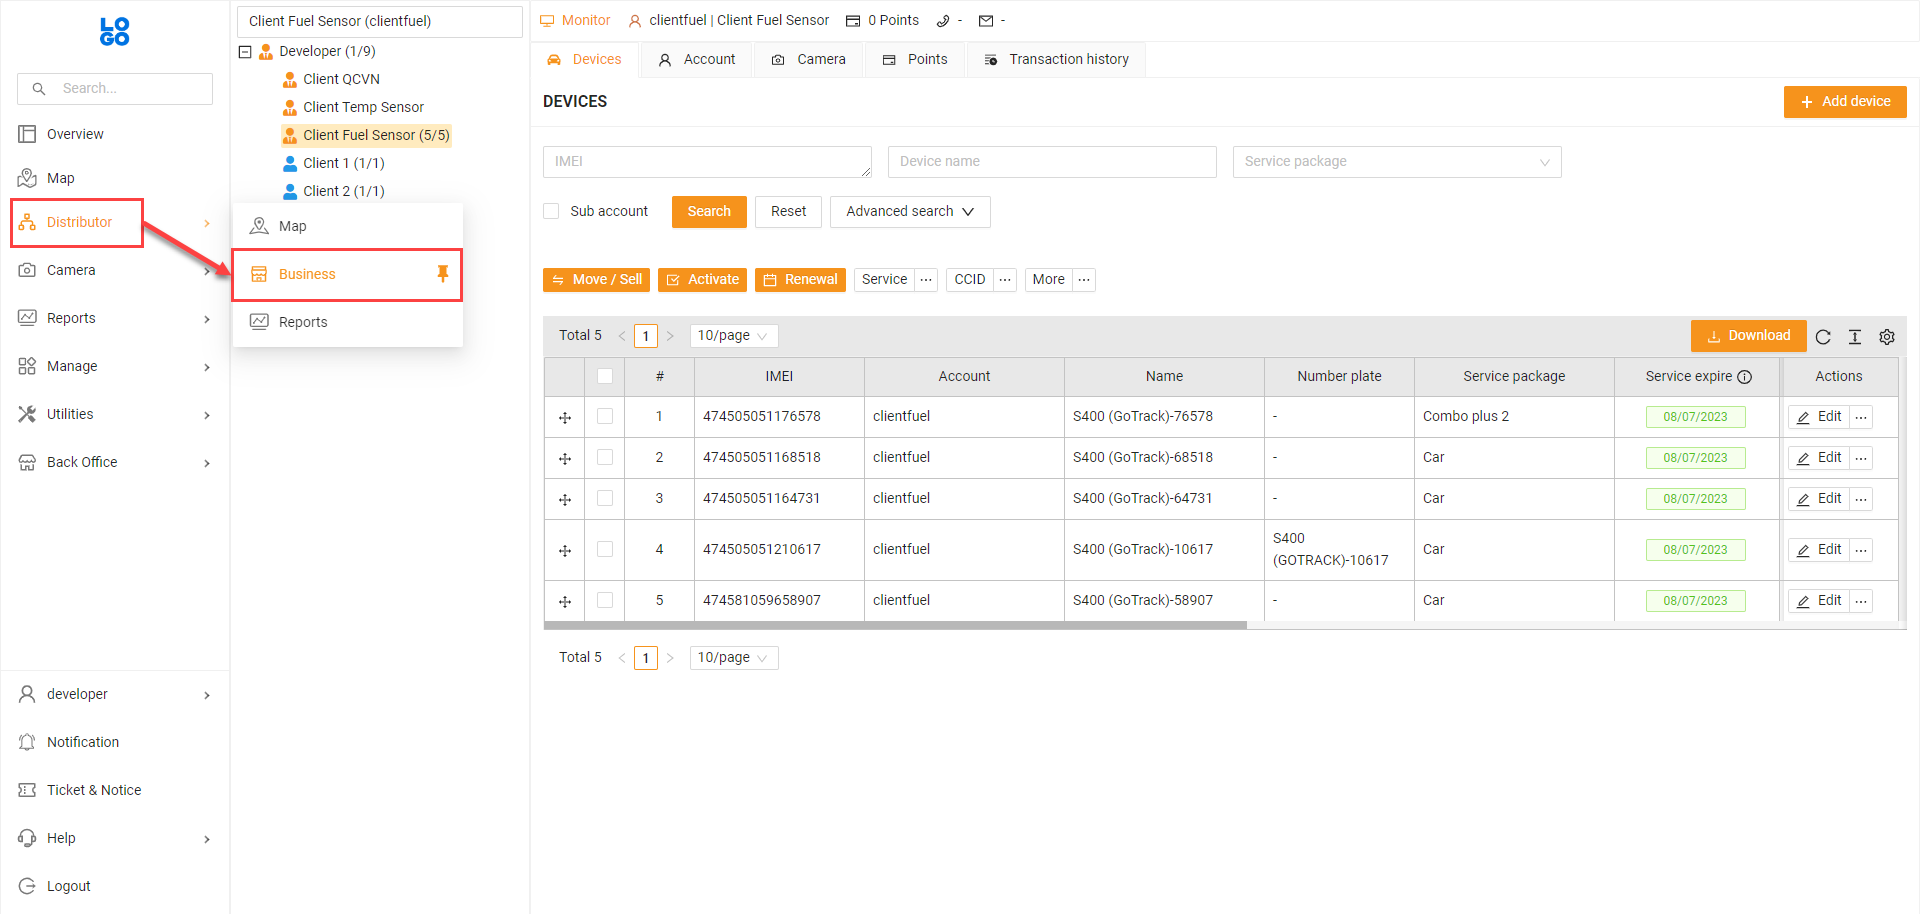 LO
GO
Search...
Overview
Map
Distributor
Camera
Reports
Manage
Utilities
Back Office
developer
Notification
Ticket & Notice
Help
Logout
Client Fuel Sensor (clientfuel)
Developer (1/9)
Client QCVN
Client Temp Sensor
Client Fuel Sensor (5/5)
Client 1 (1/1)
Client 2 (1/1)
Map
Business
Reports
Monitor clientfuel | Client Fuel Sensor 0 Points - -
Devices Account Camera Points Transaction history
DEVICES + Add device
IMEI Device name Service package
Sub account Search Reset Advanced search
Move / Sell Activate Renewal Service ... CCID ... More ...
Total 5 < 1 > 10/page Download
# IMEI Account Name Number plate Service package Service expire Actions
1 474505051176578 clientfuel S400 (GoTrack)-76578 - Combo plus 2 08/07/2023 Edit ...
2 474505051168518 clientfuel S400 (GoTrack)-68518 - Car 08/07/2023 Edit ...
3 474505051164731 clientfuel S400 (GoTrack)-64731 - Car 08/07/2023 Edit ...
4 474505051210617 clientfuel S400 (GoTrack)-10617 S400 (GOTRACK)-10617 Car 08/07/2023 Edit ...
5 474581059658907 clientfuel S400 (GoTrack)-58907 - Car 08/07/2023 Edit ...
Total 5 < 1 > 10/page